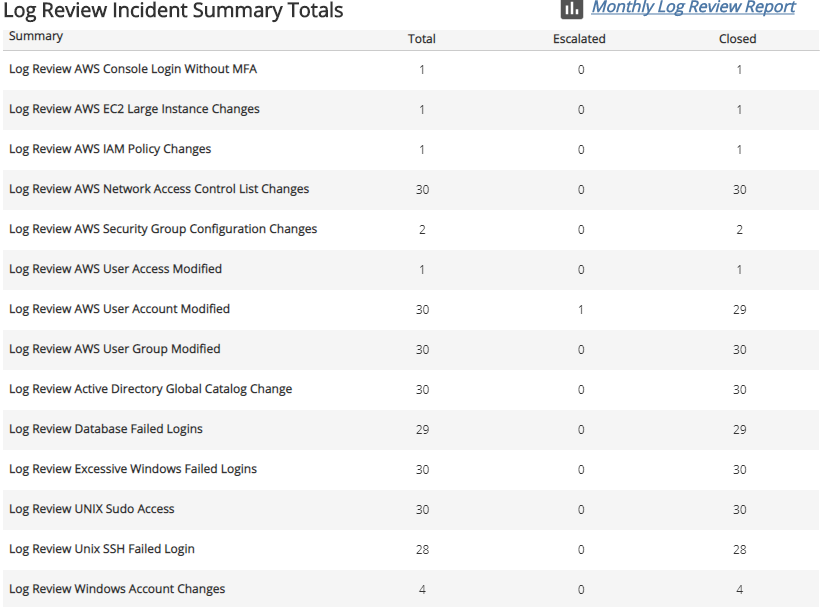 Log Review Incident Summary Totals
Monthly Log Review Report
Summary Total Escalated Closed
Log Review AWS Console Login Without MFA 1 0 1
Log Review AWS EC2 Large Instance Changes 1 0 1
Log Review AWS IAM Policy Changes 1 0 1
Log Review AWS Network Access Control List Changes 30 0 30
Log Review AWS Security Group Configuration Changes 2 0 2
Log Review AWS User Access Modified 1 0 1
Log Review AWS User Account Modified 30 1 29
Log Review AWS User Group Modified 30 0 30
Log Review Active Directory Global Catalog Change 30 0 30
Log Review Database Failed Logins 29 0 29
Log Review Excessive Windows Failed Logins 30 0 30
Log Review UNIX Sudo Access 30 0 30
Log Review Unix SSH Failed Login 28 0 28
Log Review Windows Account Changes 4 0 4